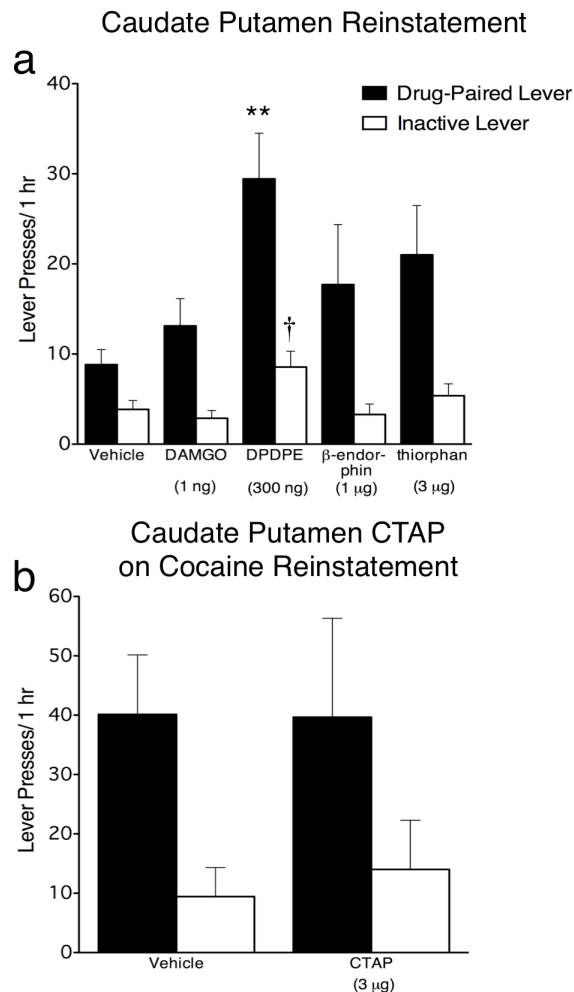 Caudate Putamen Reinstatement
a
40
30
20
10
0
Lever Presses/ 1 hr
Drug-Paired Lever
Inactive Lever
**
†
Vehicle DAMGO DPDPE β-endor- thiorphan
phin
(1 ng) (300 ng) (1 µg) (3 µg)
Caudate Putamen CTAP
on Cocaine Reinstatement
b
60
50
40
30
20
10
0
Lever Presses/ 1 hr
Vehicle CTAP
(3 µg)